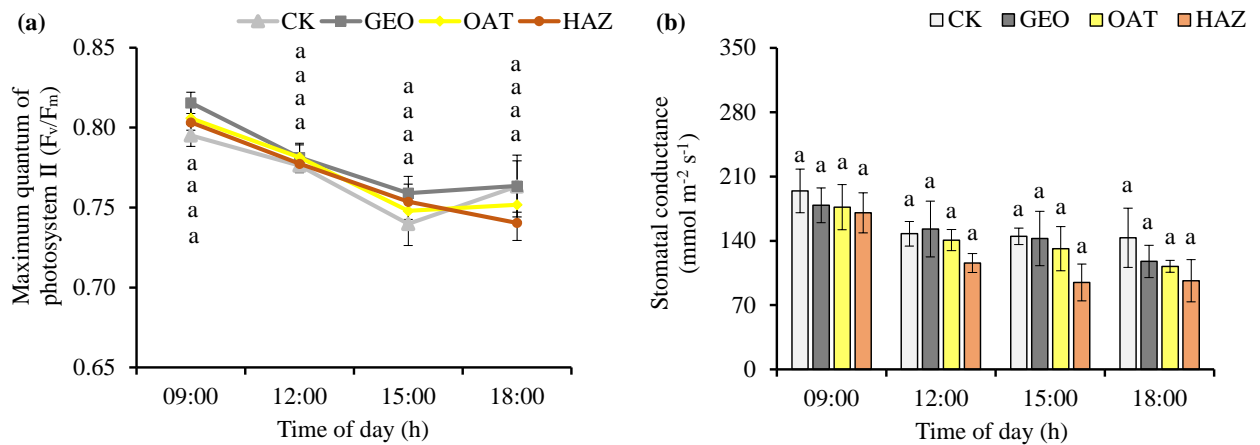 (a)
CK GEO OAT HAZ
Maximum quantum of
photosystem II (Fv/Fm)
0.85
0.80
0.75
0.70
0.65
a a a
a a a
a a a
a a a
a
a
a
a
09:00 12:00 15:00 18:00
Time of day (h)
(b)
CK GEO OAT HAZ
Stomatal conductance
(mmol m⁻² s⁻¹)
350
280
210
140
70
0
a a a a
a a a a
a a a a
a a a a
09:00 12:00 15:00 18:00
Time of day (h)